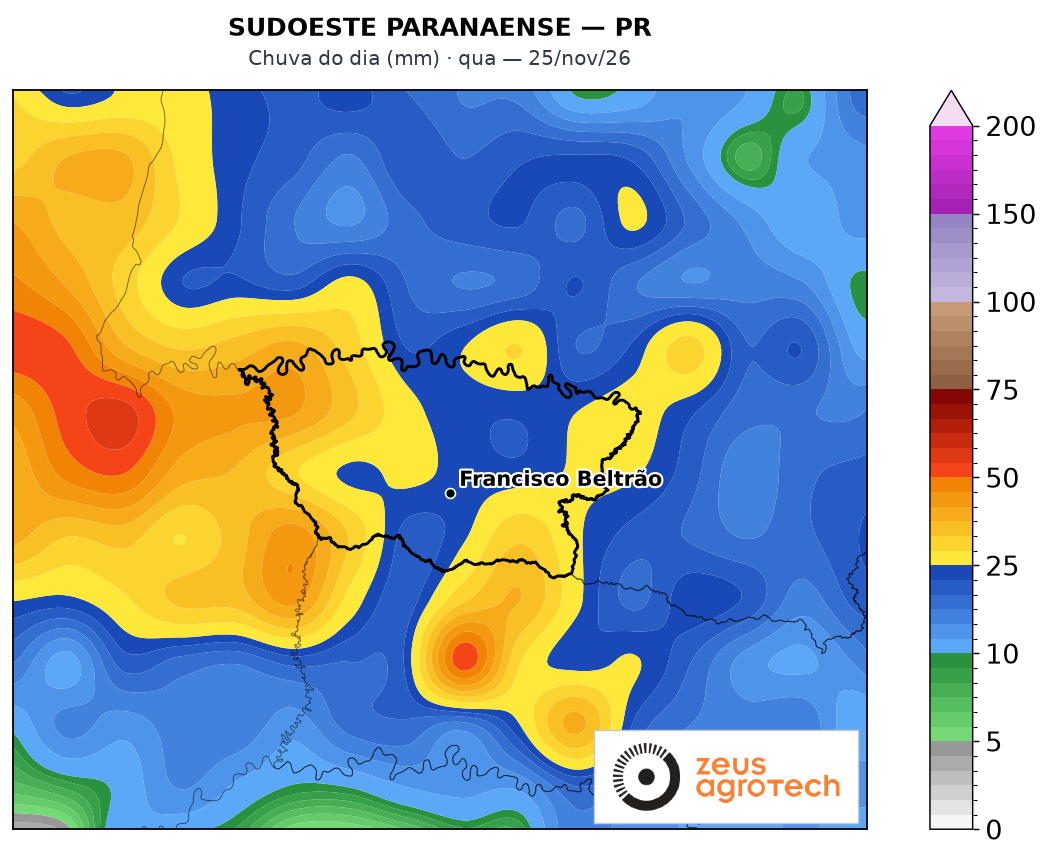 SUDOESTE PARANAENSE — PR
Chuva do dia (mm) · qua — 25/nov/26
200
150
100
75
50
25
10
5
0
Francisco Beltrão
zeus
agrotech